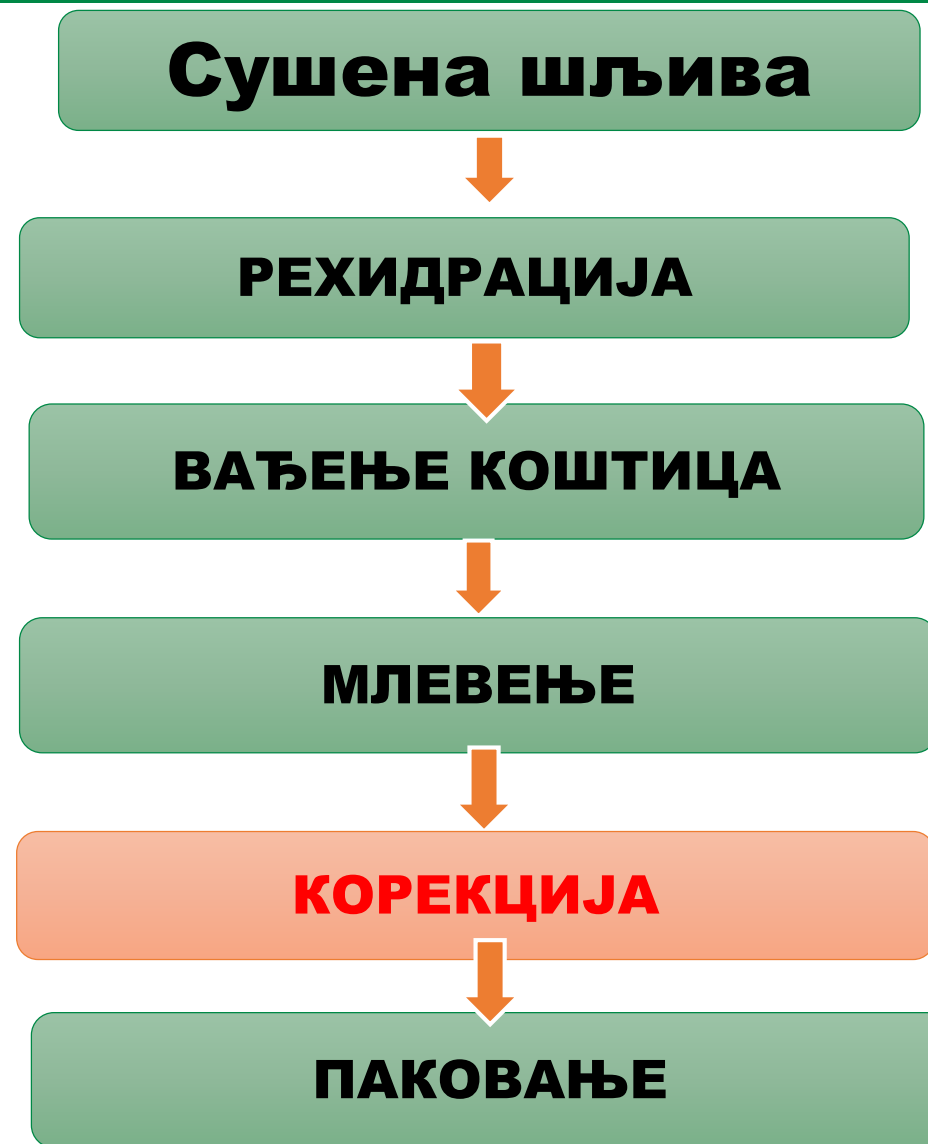 Сушена шљива
РЕХИДРАЦИЈА
ВАЂЕЊЕ КОШТИЦА
МЛЕВЕЊЕ
КОРЕКЦИЈА
ПАКОВАЊЕ